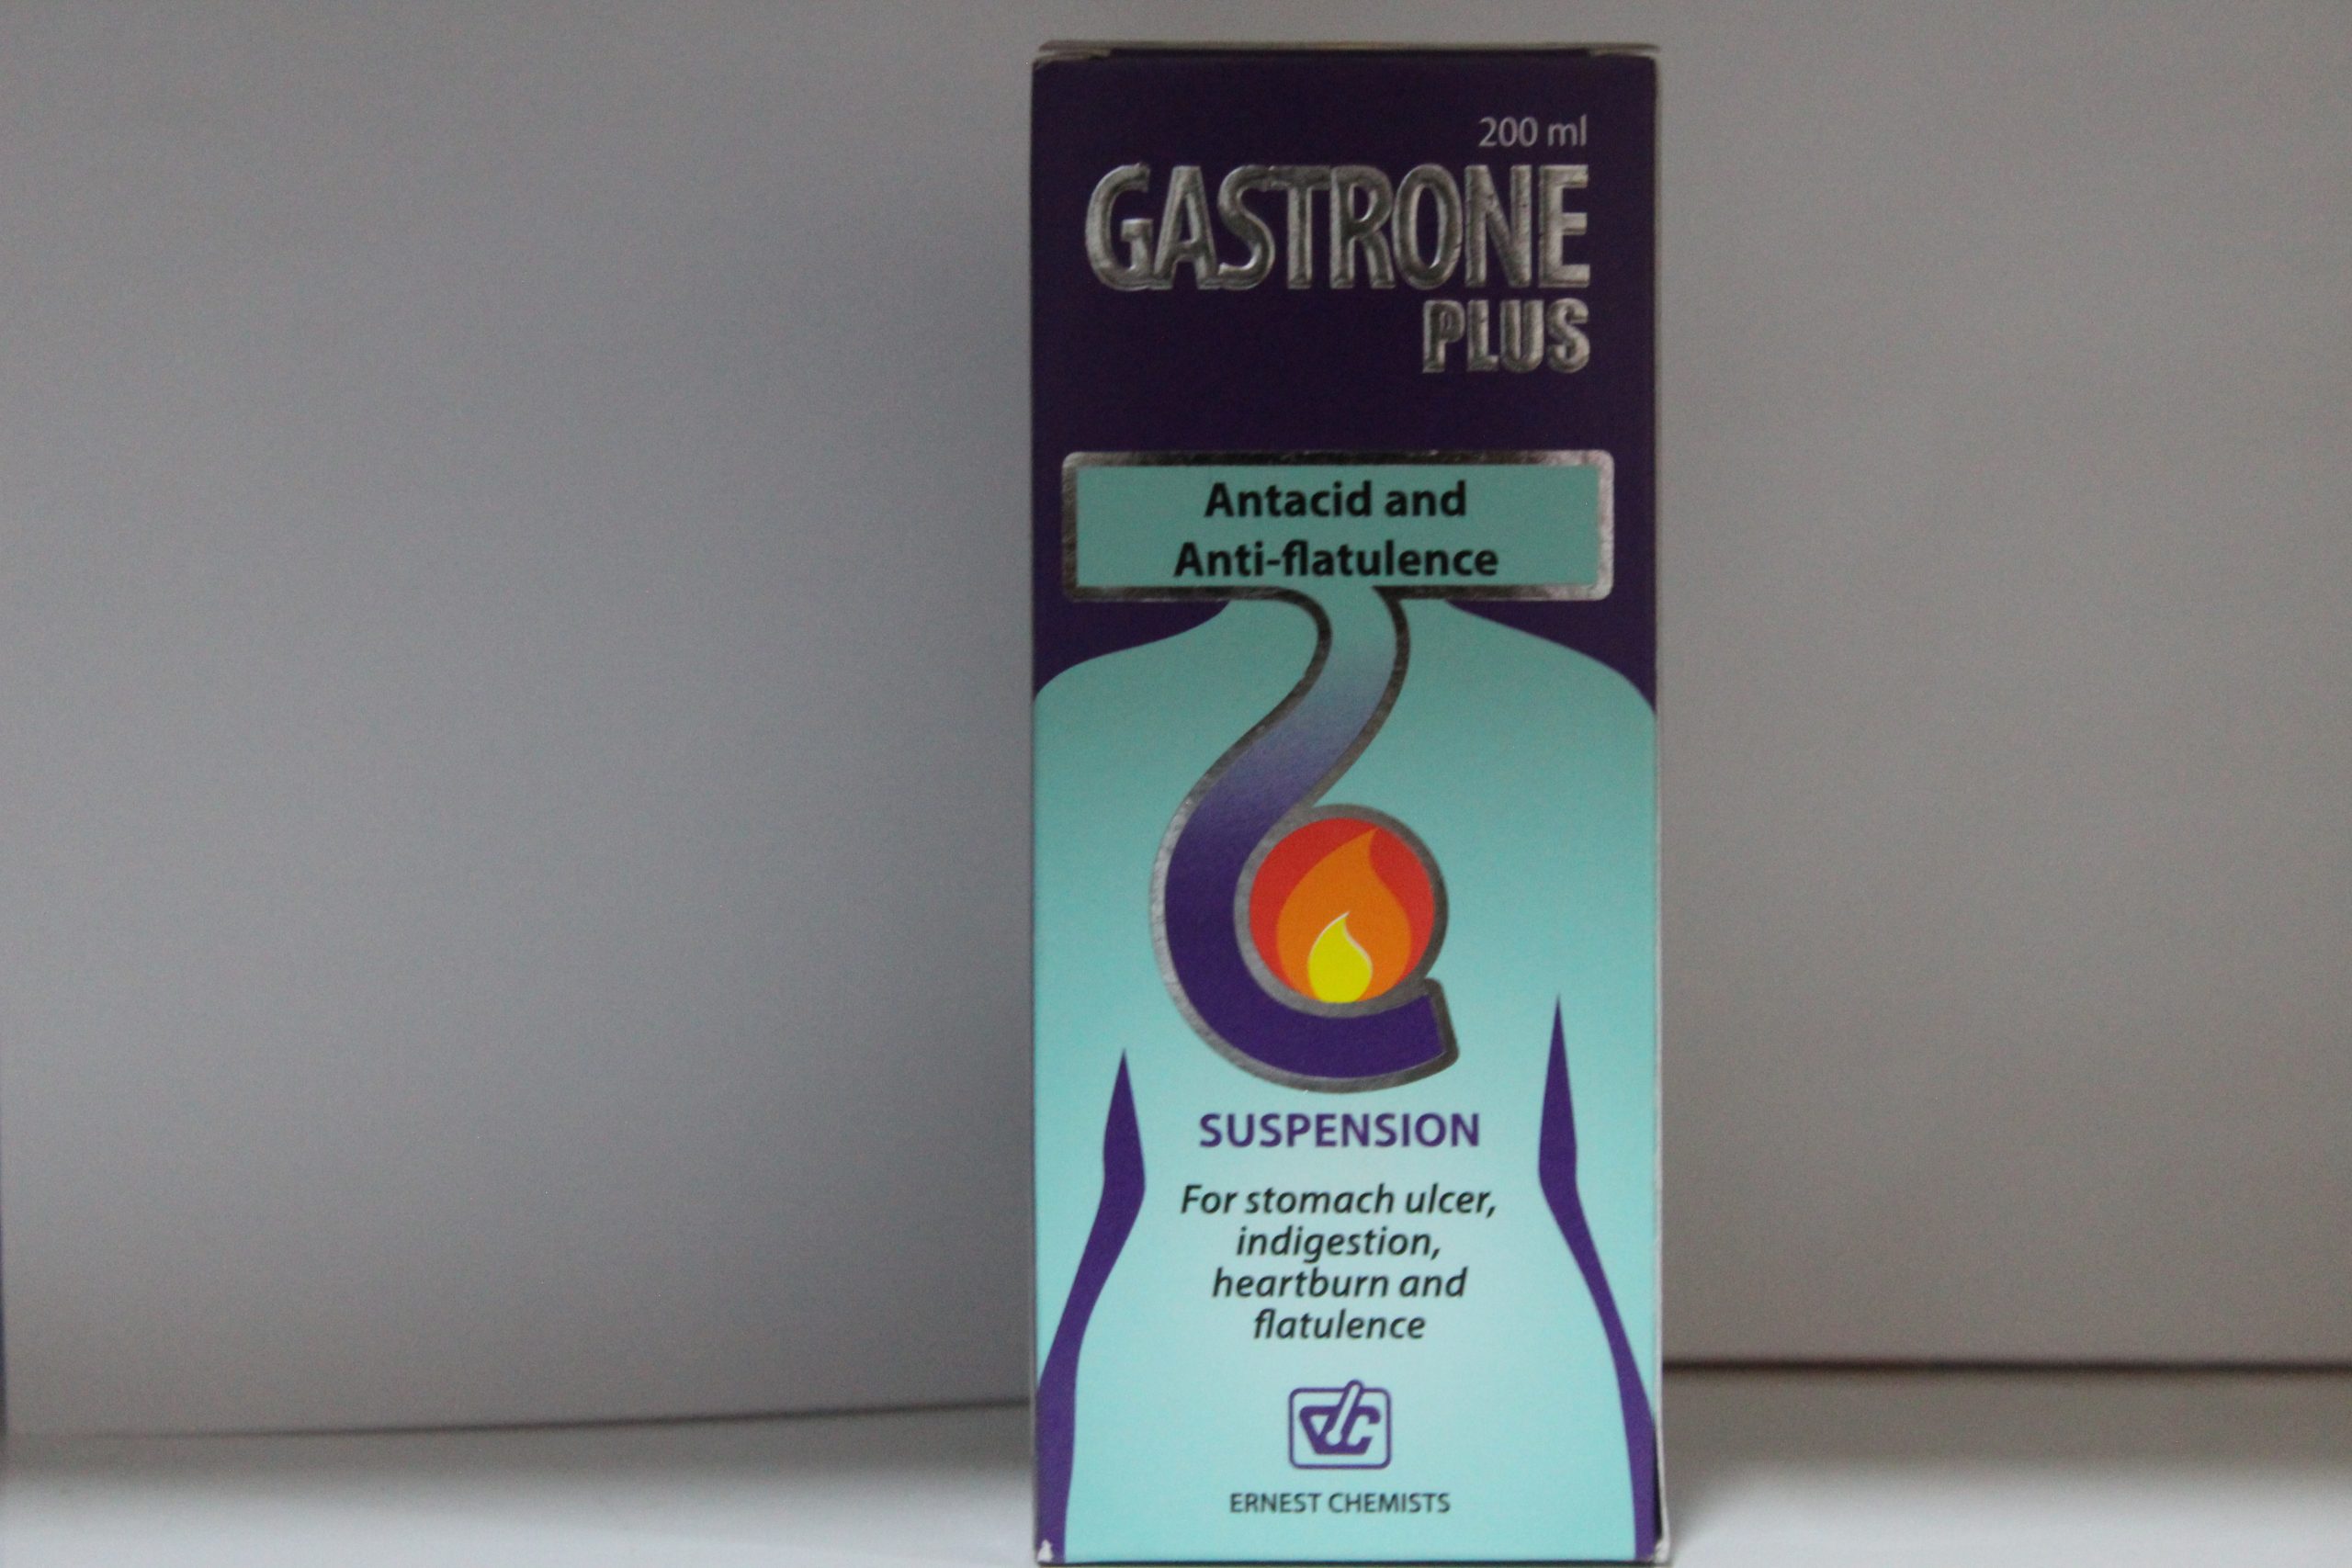 200 ml
GASTRONE
PLUS
Antacid and
Anti-flatulence
SUSPENSION
For stomach ulcer,
indigestion,
heartburn and
flatulence
ERNEST CHEMISTS